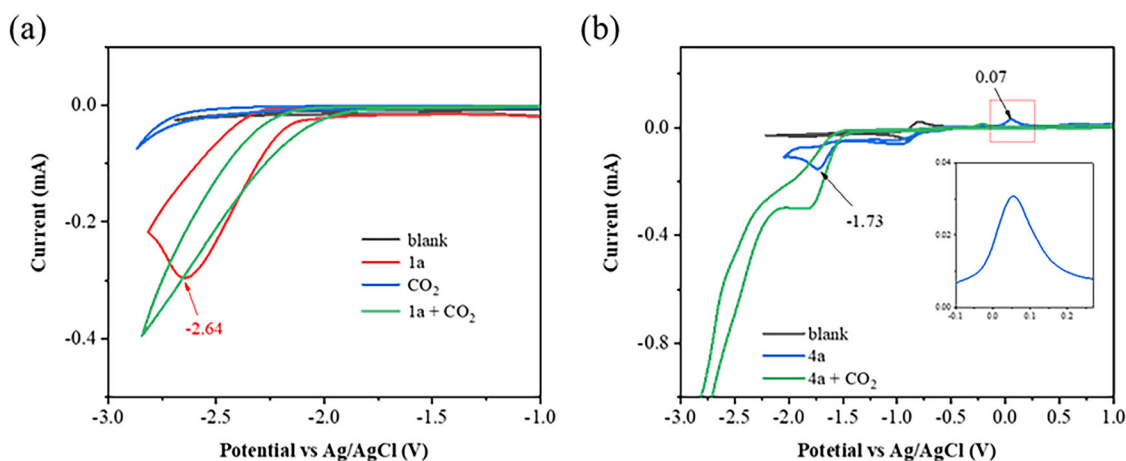 (a)
0.0
-0.2
-0.4
Current (mA)
blank
1a
CO₂
1a + CO₂
-2.64
-3.0 -2.5 -2.0 -1.5 -1.0
Potential vs Ag/AgCl (V)
(b)
0.0
-0.4
-0.8
Current (mA)
0.07
-1.73
0.04
0.02
0.00
-0.1 0.0 0.1 0.2
blank
4a
4a + CO₂
-3.0 -2.5 -2.0 -1.5 -1.0 -0.5 0.0 0.5 1.0
Potetial vs Ag/AgCl (V)